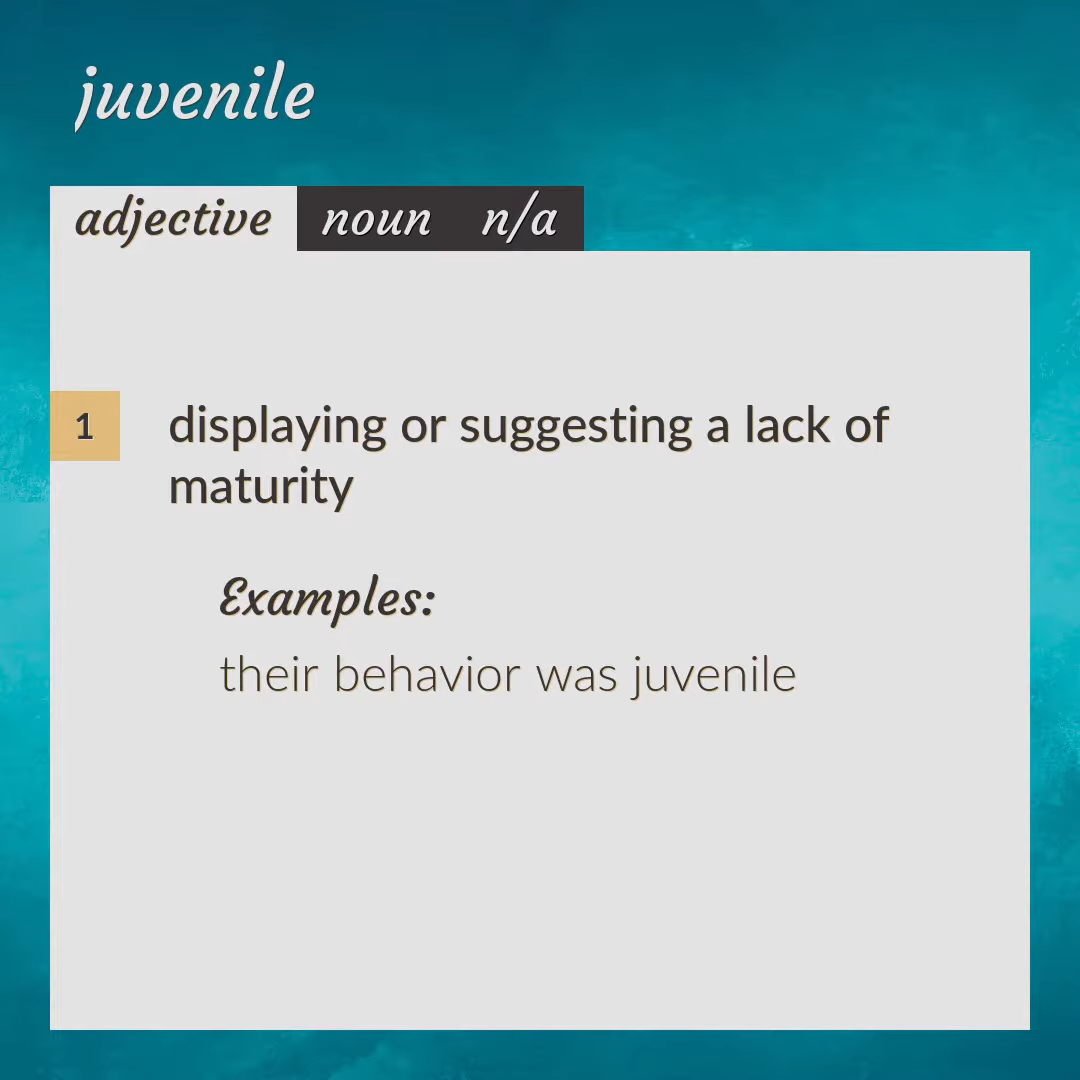 juvenile
adjective noun n/a
1 displaying or suggesting a lack of
maturity
Examples:
their behavior was juvenile